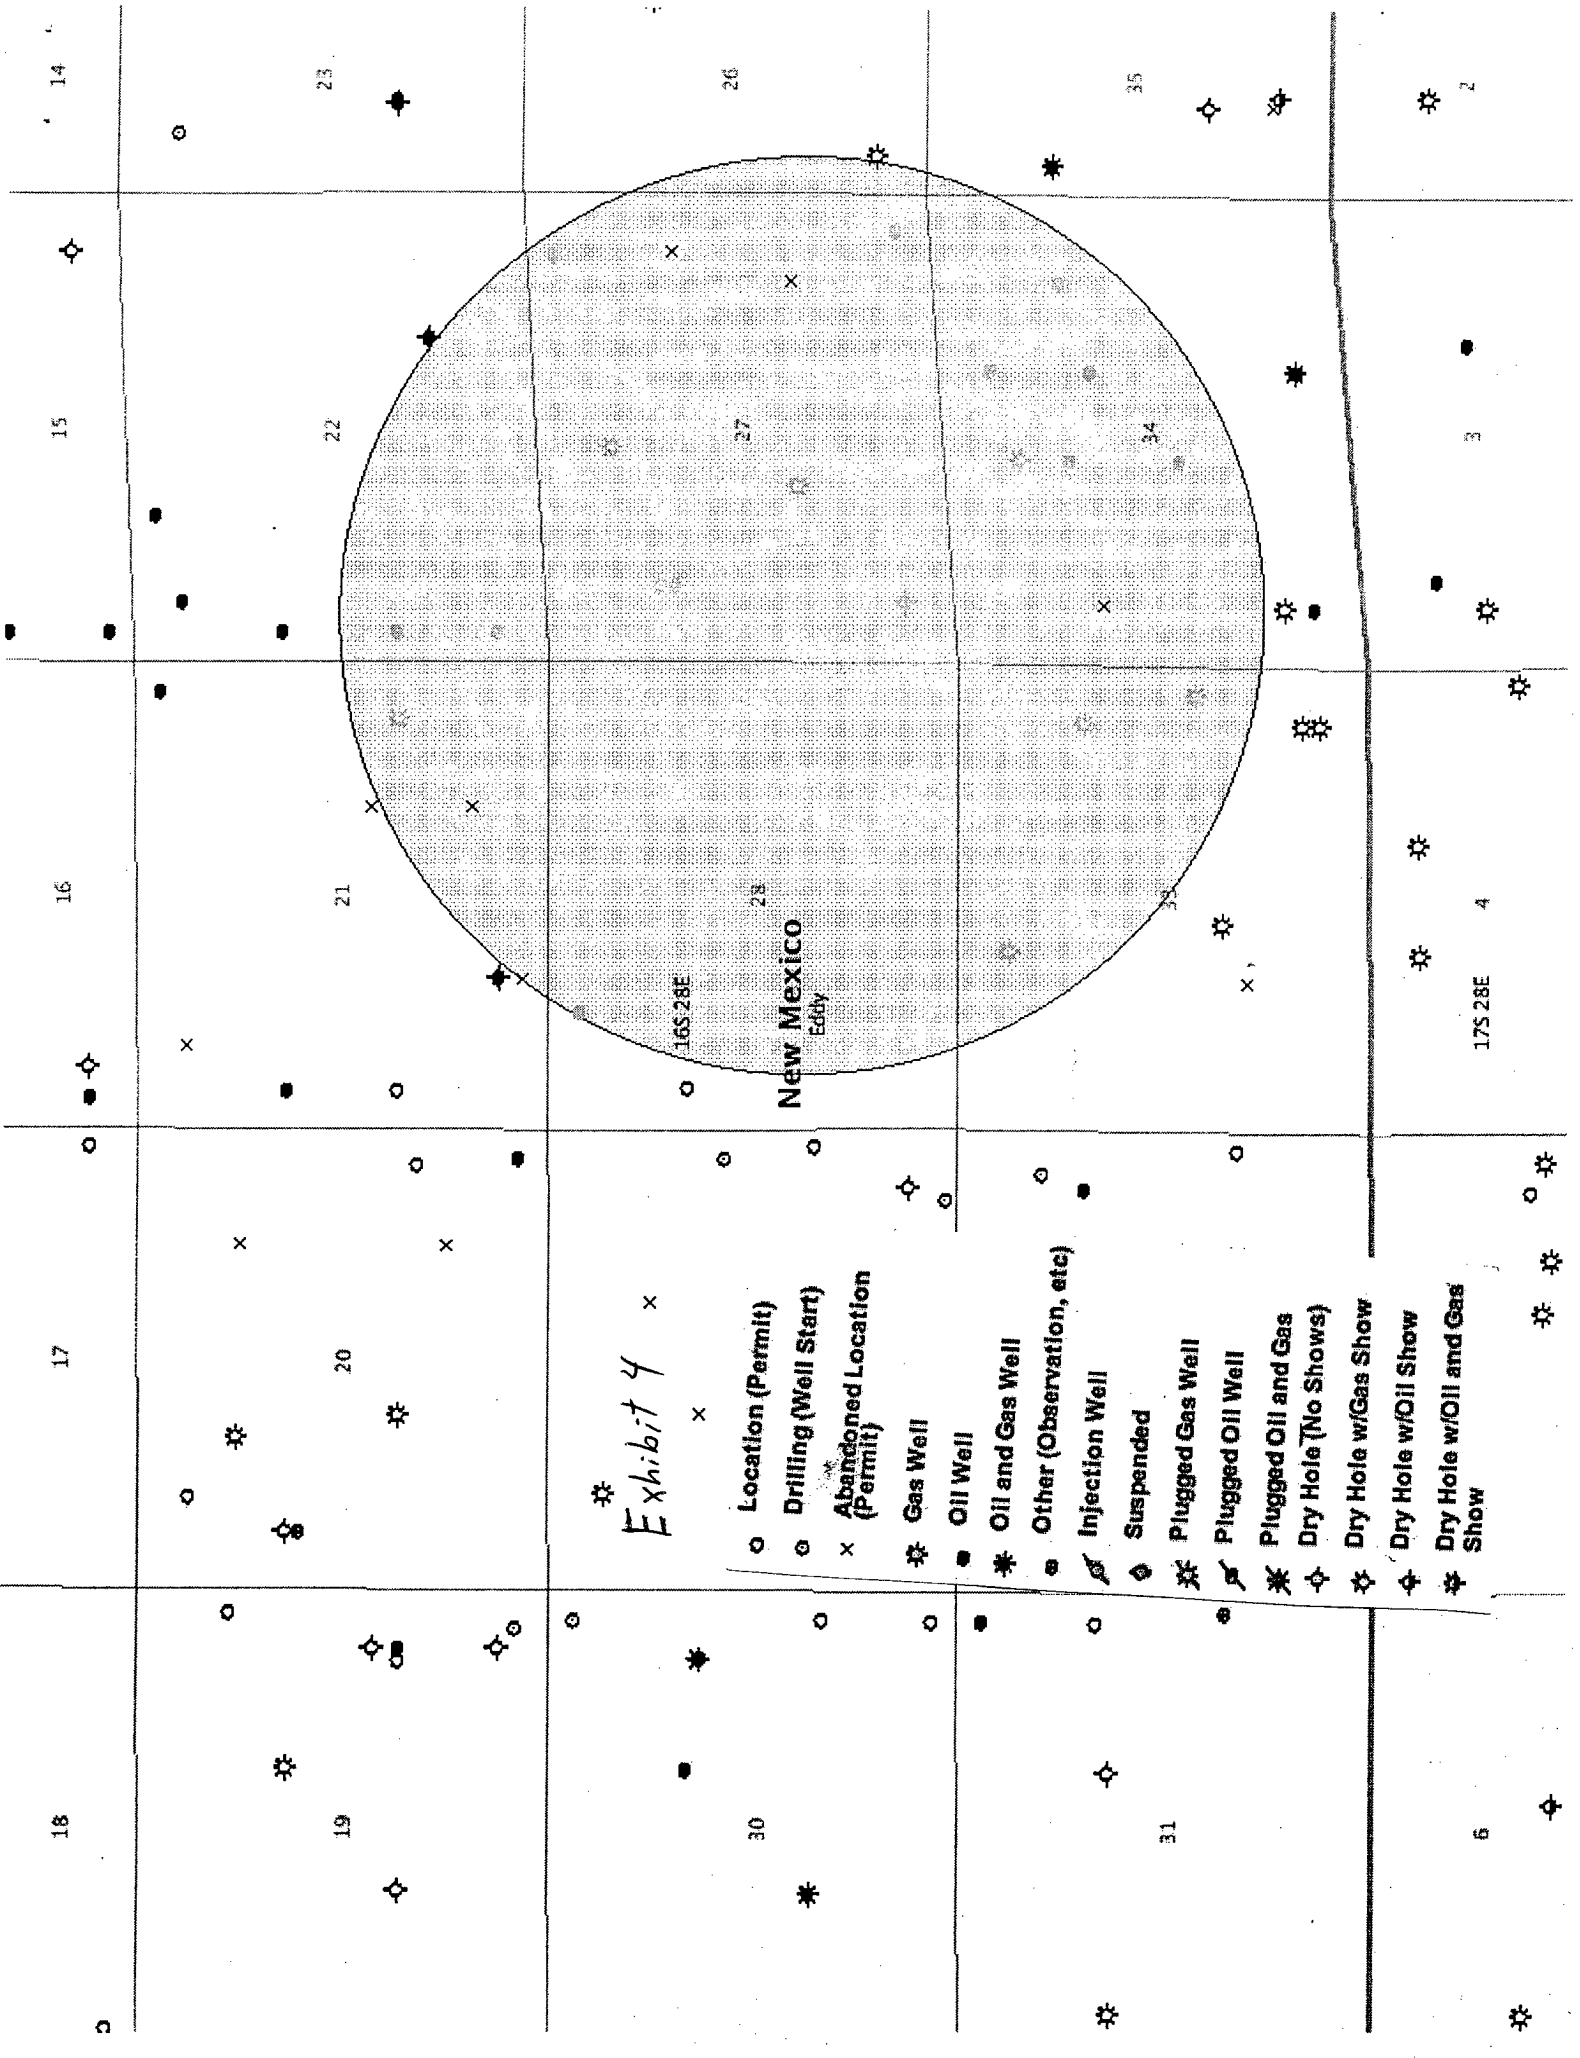 14
23
26
35
2
15
22
27
34
3
16
21
28
33
4
16S 28E
New Mexico
Eddy
17S 28E
17
20
Exhibit 4
Location (Permit)
Drilling (Well Start)
Abandoned Location
(Permit)
Gas Well
Oil Well
Oil and Gas Well
Other (Observation, etc)
Injection Well
Suspended
Plugged Gas Well
Plugged Oil Well
Plugged Oil and Gas
Dry Hole (No Shows)
Dry Hole w/Gas Show
Dry Hole w/Oil Show
Dry Hole w/Oil and Gas
Show
18
19
30
31
6